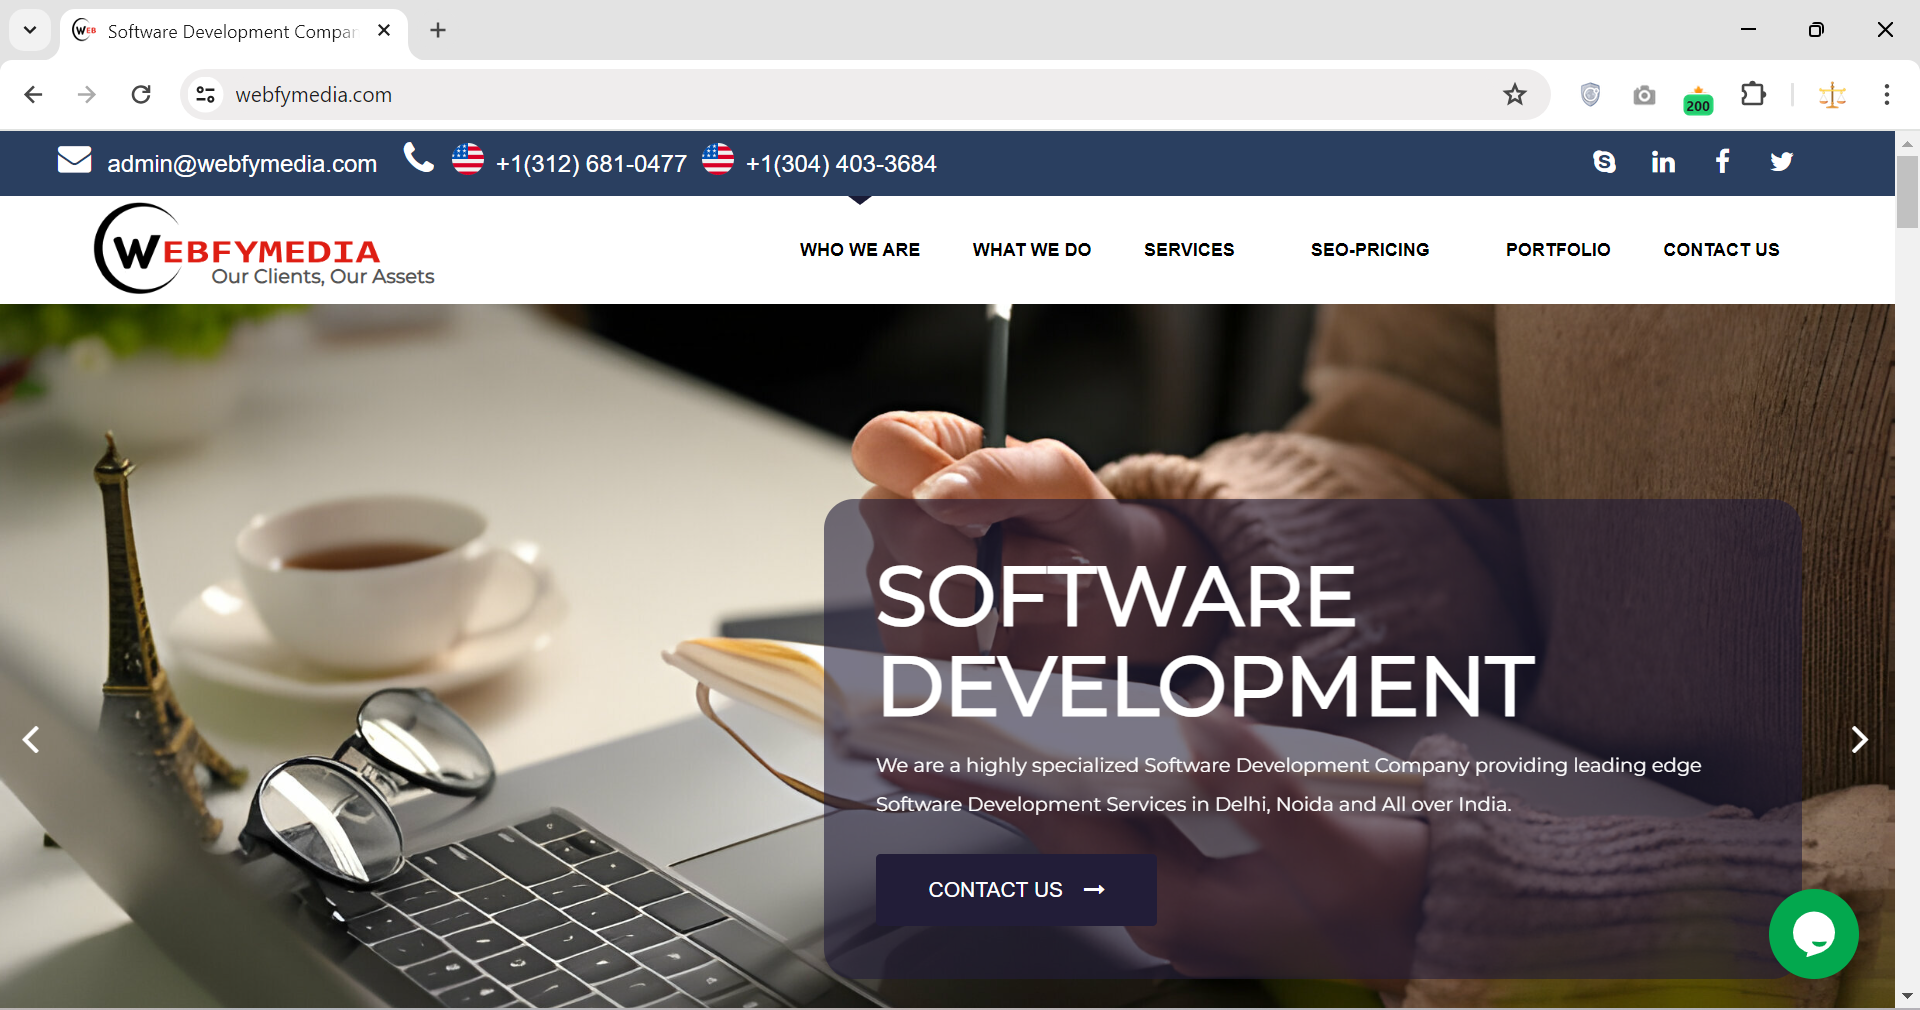 WEB Software Development Compan
webfymedia.com
200
admin@webfymedia.com +1(312) 681-0477 +1(304) 403-3684
WEBFYMEDIA
Our Clients, Our Assets
WHO WE ARE WHAT WE DO SERVICES SEO-PRICING PORTFOLIO CONTACT US
SOFTWARE
DEVELOPMENT
We are a highly specialized Software Development Company providing leading edge
Software Development Services in Delhi, Noida and All over India.
CONTACT US